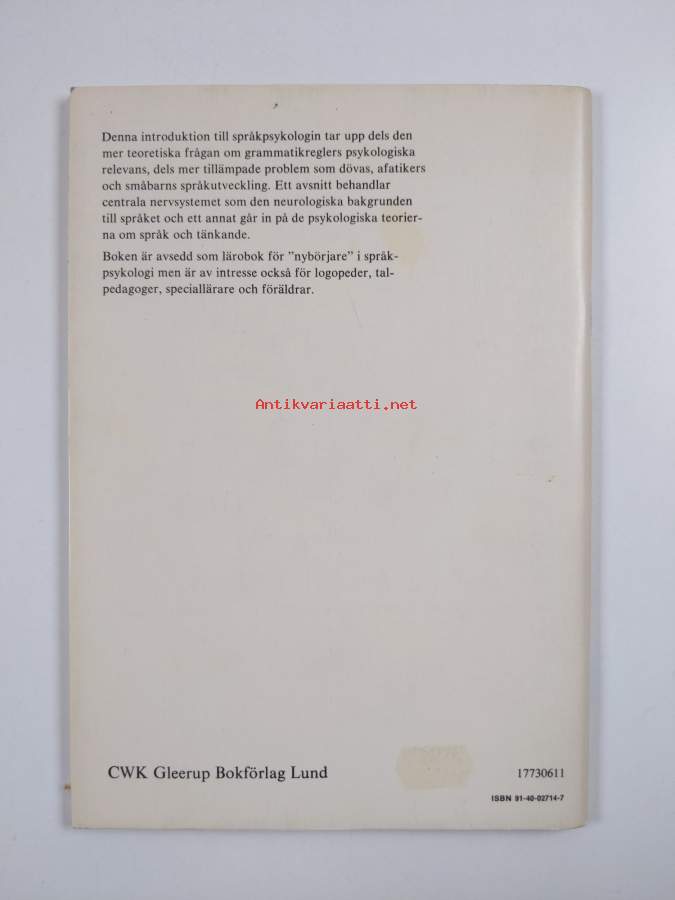 Denna introduktion till språkpsykologin tar upp dels den
mer teoretiska frågan om grammatikreglers psykologiska
relevans, dels mer tillämpade problem som dövas, afatikers
och småbarns språkutveckling. Ett avsnitt behandlar
centrala nervsystemet som den neurologiska bakgrunden
till språket och ett annat går in på de psykologiska teorier-
na om språk och tänkande.
Boken är avsedd som lärobok för ”nybörjare” i språk-
psykologi men är av intresse också för logopeder, tal-
pedagoger, speciallärare och föräldrar.
Antikvariaatti.net
CWK Gleerup Bokförlag Lund
17730611
ISBN 91-40-02714-7